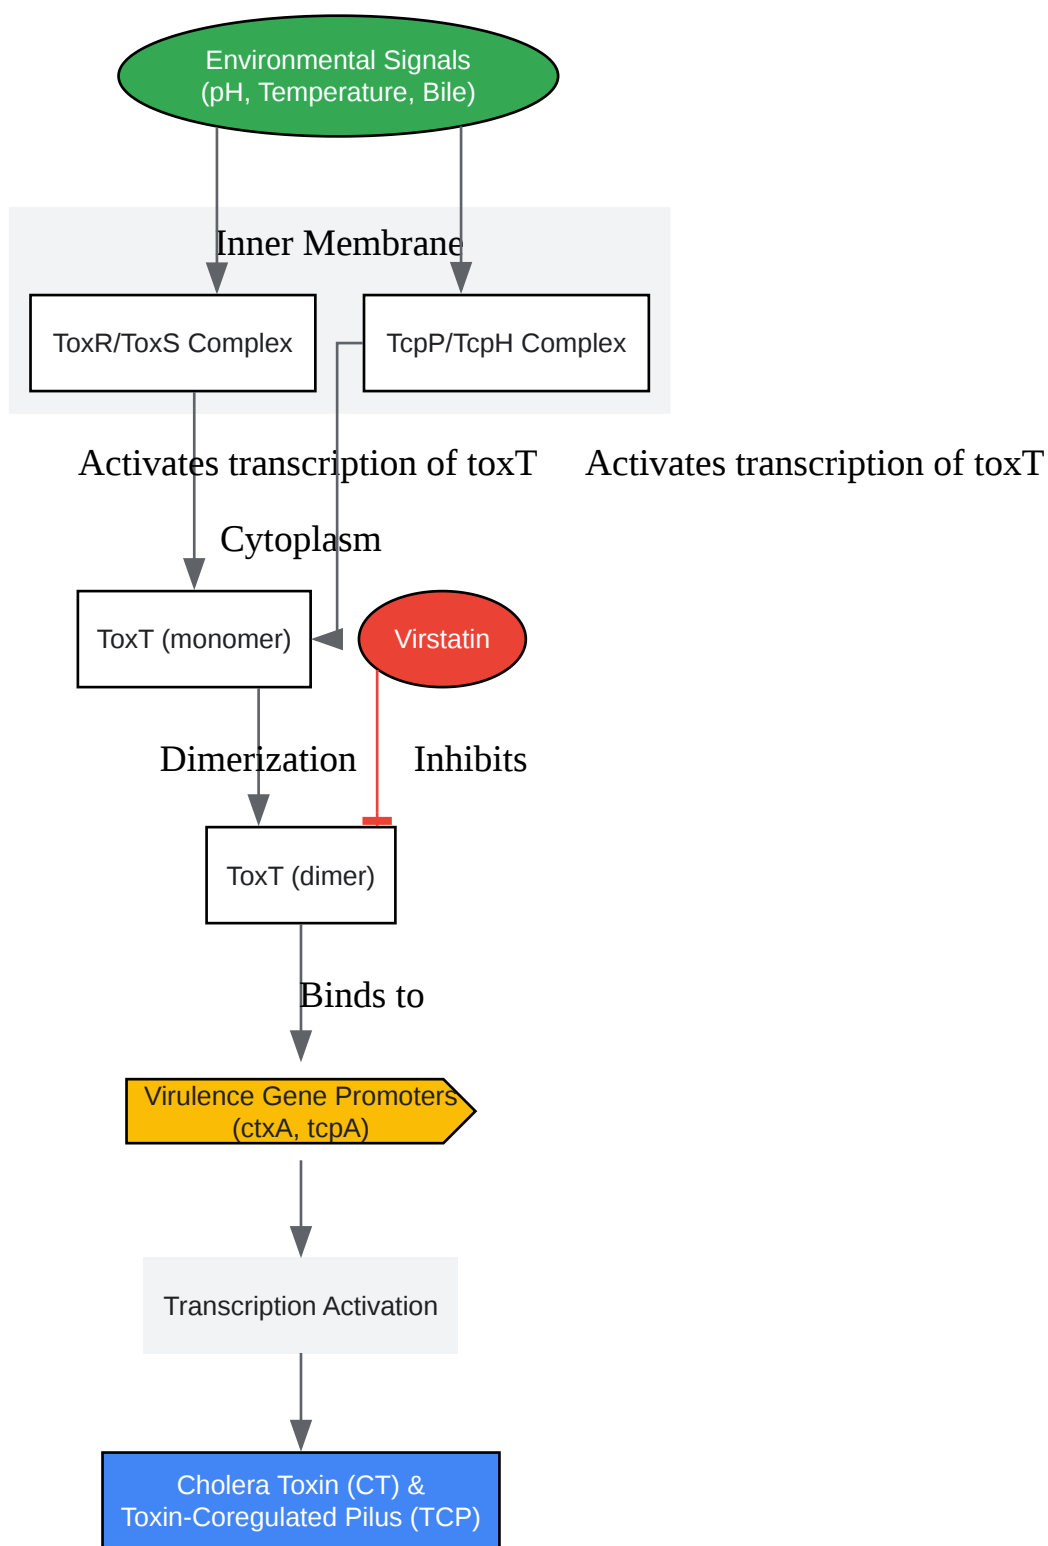 Environmental Signals
(pH, Temperature, Bile)
Inner Membrane
ToxR/ToxS Complex
TcpP/TcpH Complex
Activates transcription of toxT
Activates transcription of toxT
Cytoplasm
ToxT (monomer)
Virstatin
Dimerization
Inhibits
ToxT (dimer)
Binds to
Virulence Gene Promoters
(ctxA, tcpA)
Transcription Activation
Cholera Toxin (CT) &
Toxin-Coregulated Pilus (TCP)